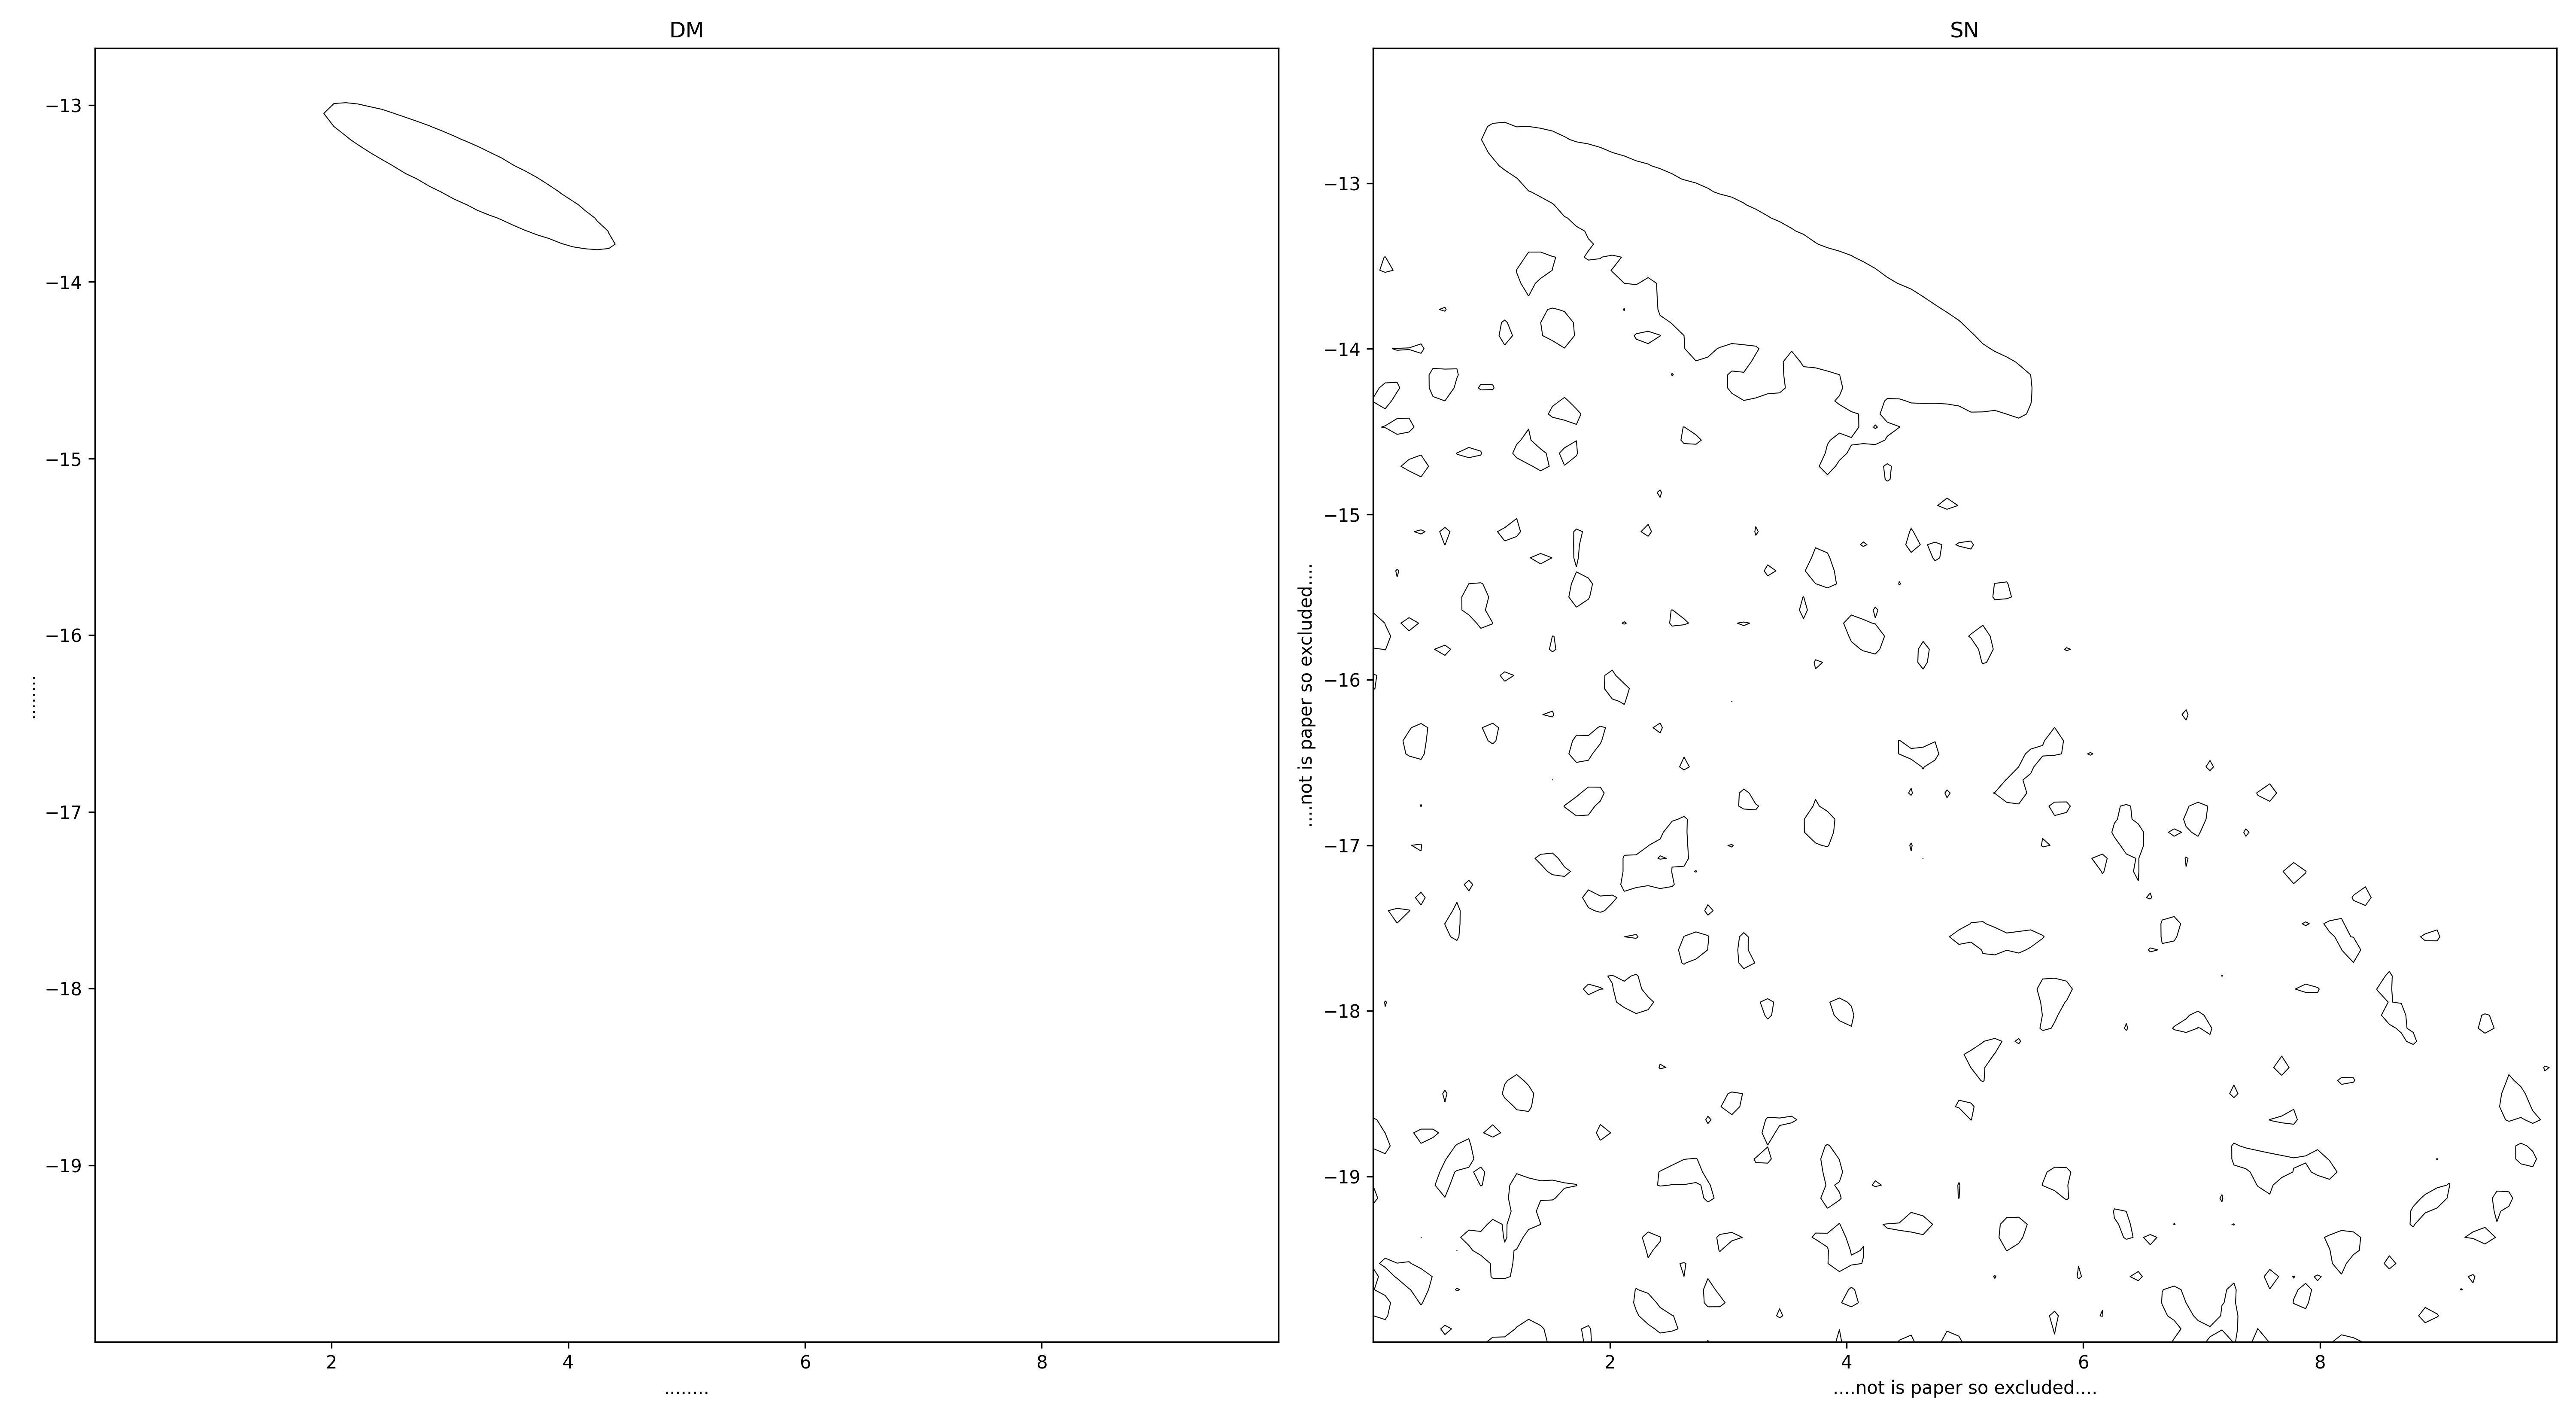 DM
−13
−14
−15
−16
−17
−18
−19
........
2 4 6 8
........
SN
−13
−14
−15
−16
−17
−18
−19
....not is paper so excluded....
2 4 6 8
....not is paper so excluded....